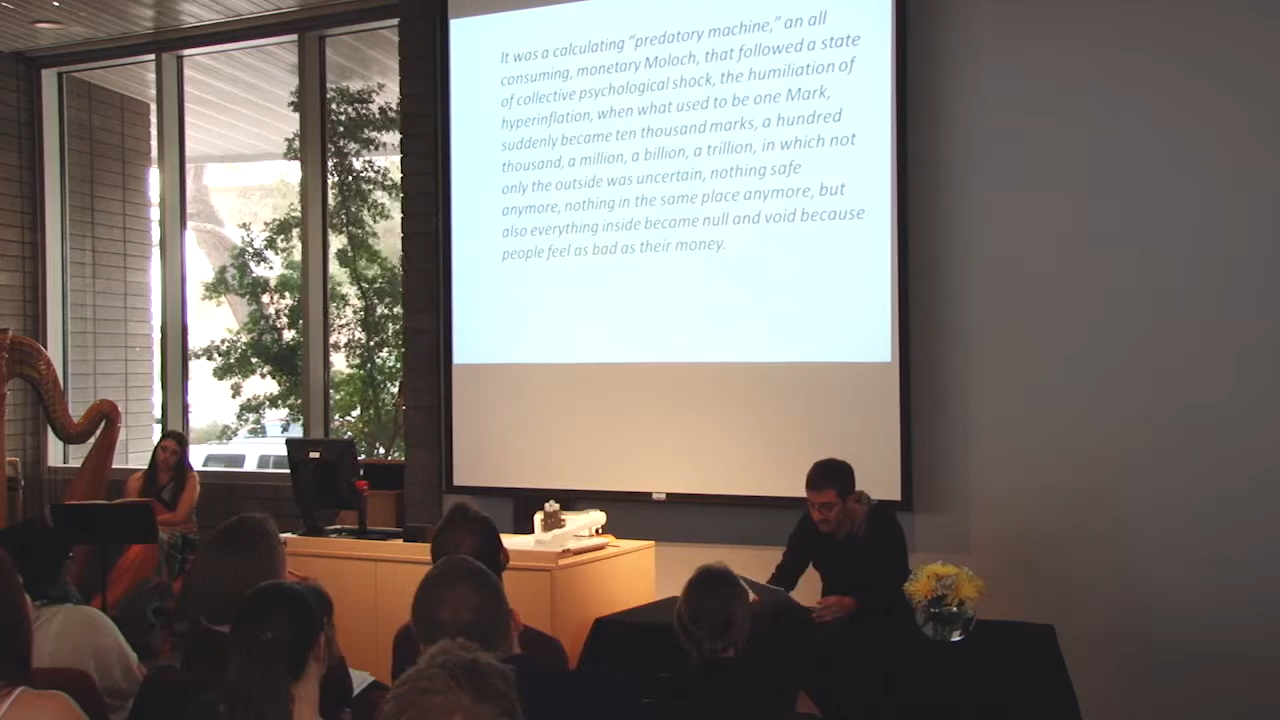 It was a calculating “predatory machine,” an all
consuming, monetary Moloch, that followed a state
of collective psychological shock, the humiliation of
hyperinflation, when what used to be one Mark,
suddenly became ten thousand marks, a hundred
thousand, a million, a billion, a trillion, in which not
only the outside was uncertain, nothing safe
anymore, nothing in the same place anymore, but
also everything inside became null and void because
people feel as bad as their money.